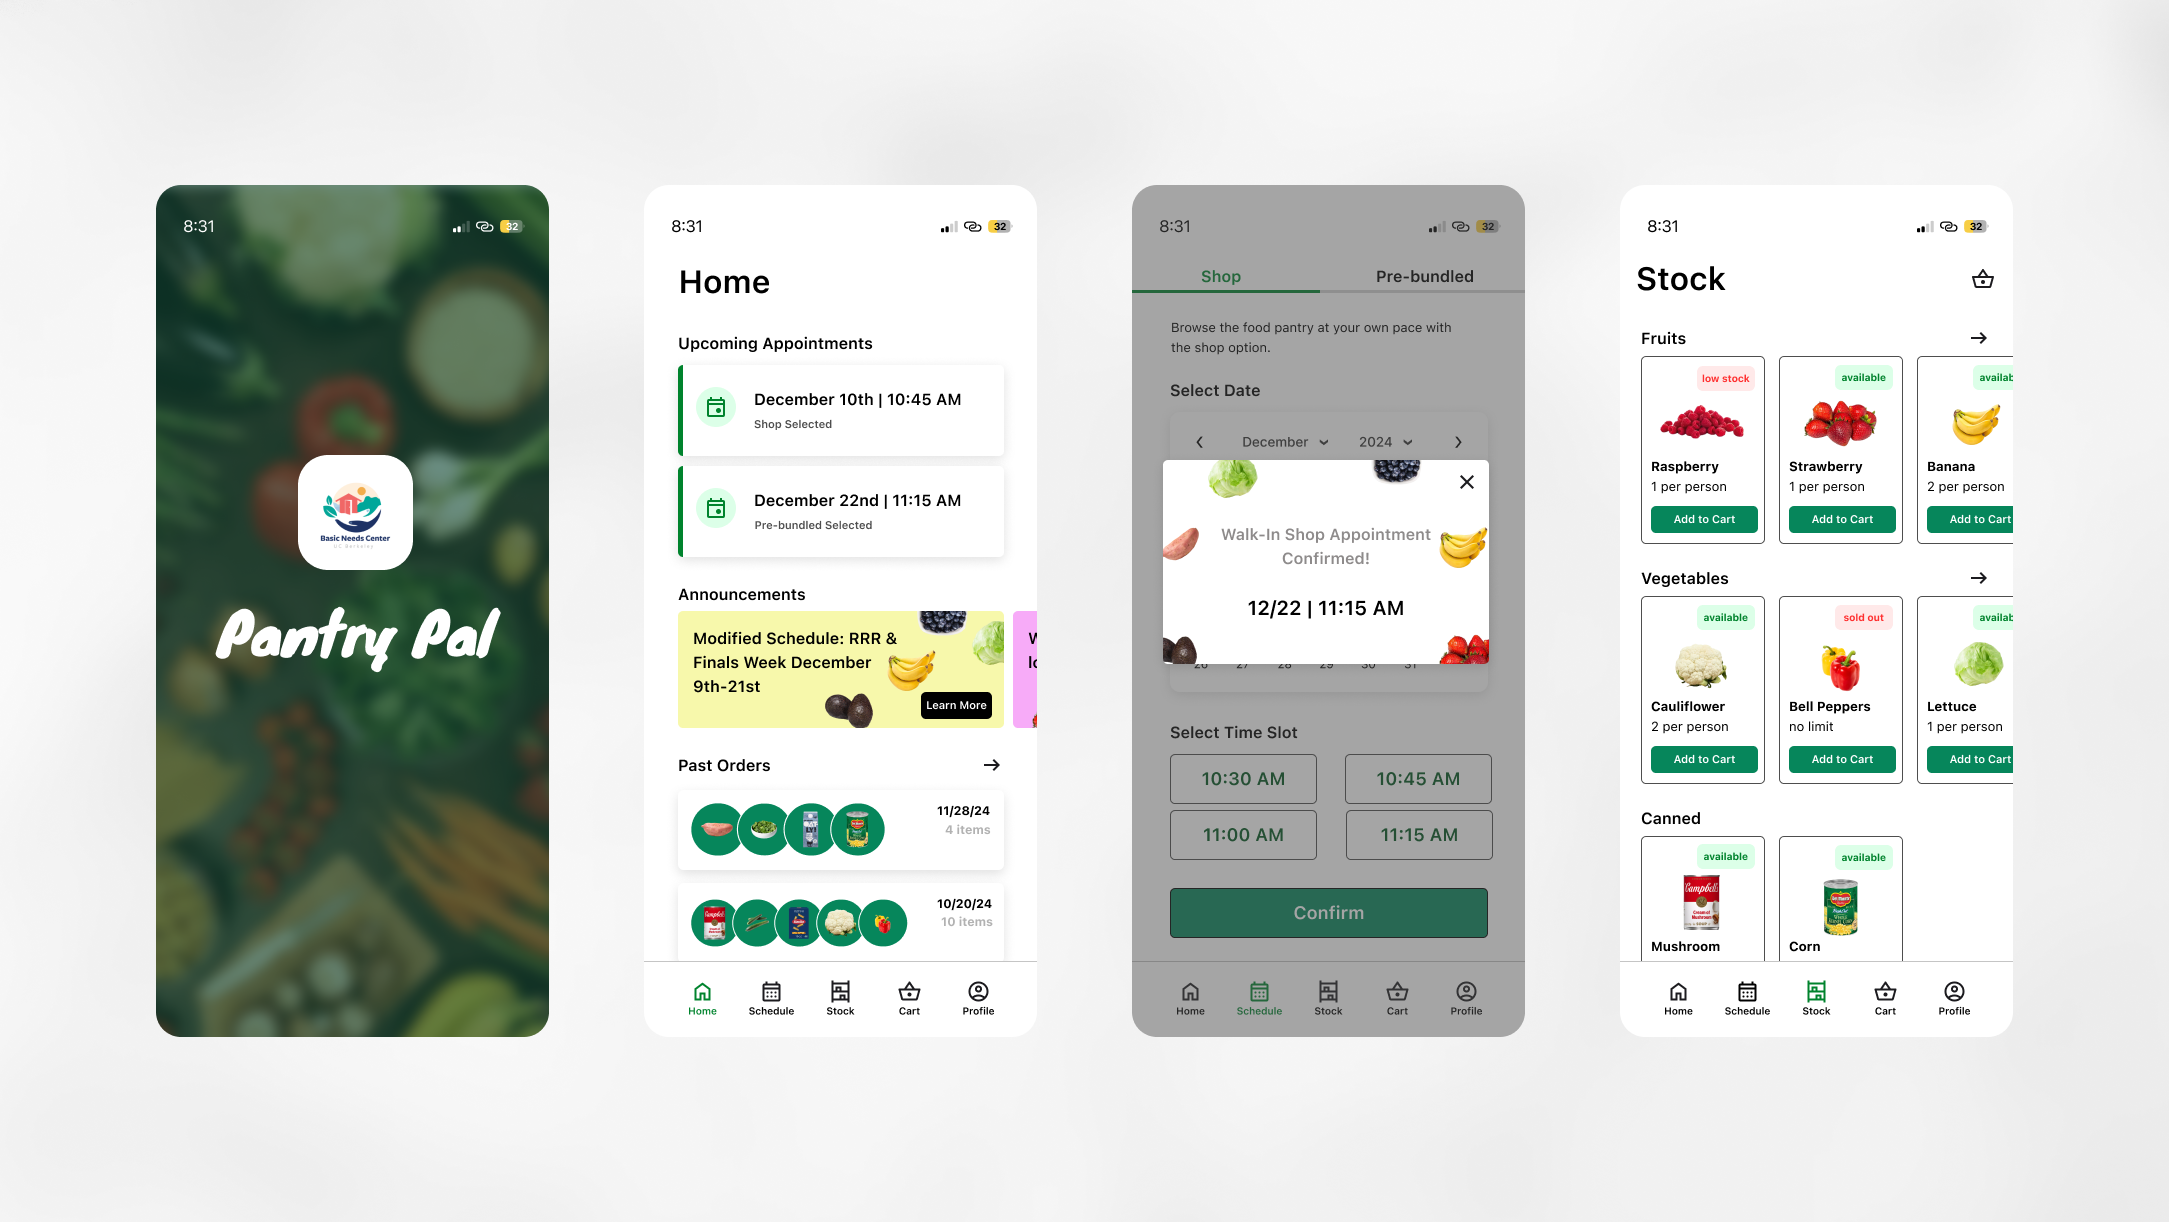 8:31
32
Basic Needs Center
UC Berkeley
Pantry Pal
8:31
32
Home
Upcoming Appointments
December 10th | 10:45 AM
Shop Selected
December 22nd | 11:15 AM
Pre-bundled Selected
Announcements
Modified Schedule: RRR &
Finals Week December
9th-21st
Learn More
Past Orders
11/28/24
4 items
10/20/24
10 items
Home
Schedule
Stock
Cart
Profile
8:31
32
Shop
Pre-bundled
Browse the food pantry at your own pace with
the shop option.
Select Date
December
2024
Walk-In Shop Appointment
Confirmed!
12/22 | 11:15 AM
26 27 28 29 30 31
Select Time Slot
10:30 AM
10:45 AM
11:00 AM
11:15 AM
Confirm
Home
Schedule
Stock
Cart
Profile
8:31
32
Stock
Fruits
low stock
available
availab
Raspberry
1 per person
Add to Cart
Strawberry
1 per person
Add to Cart
Banana
2 per person
Add to Cart
Vegetables
available
sold out
availab
Cauliflower
2 per person
Add to Cart
Bell Peppers
no limit
Add to Cart
Lettuce
1 per person
Add to Cart
Canned
available
available
Campbell's
Mushroom
Corn
Home
Schedule
Stock
Cart
Profile